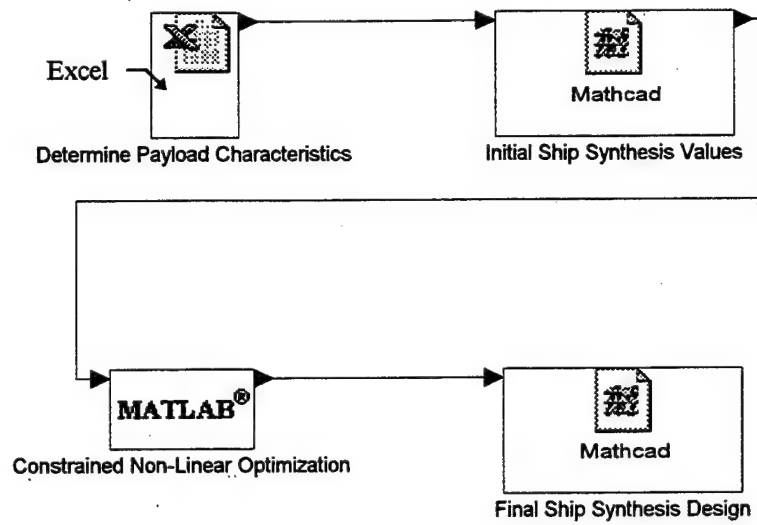 Excel
Mathcad
Determine Payload Characteristics
Initial Ship Synthesis Values
MATLAB®
Mathcad
Constrained Non-Linear Optimization
Final Ship Synthesis Design